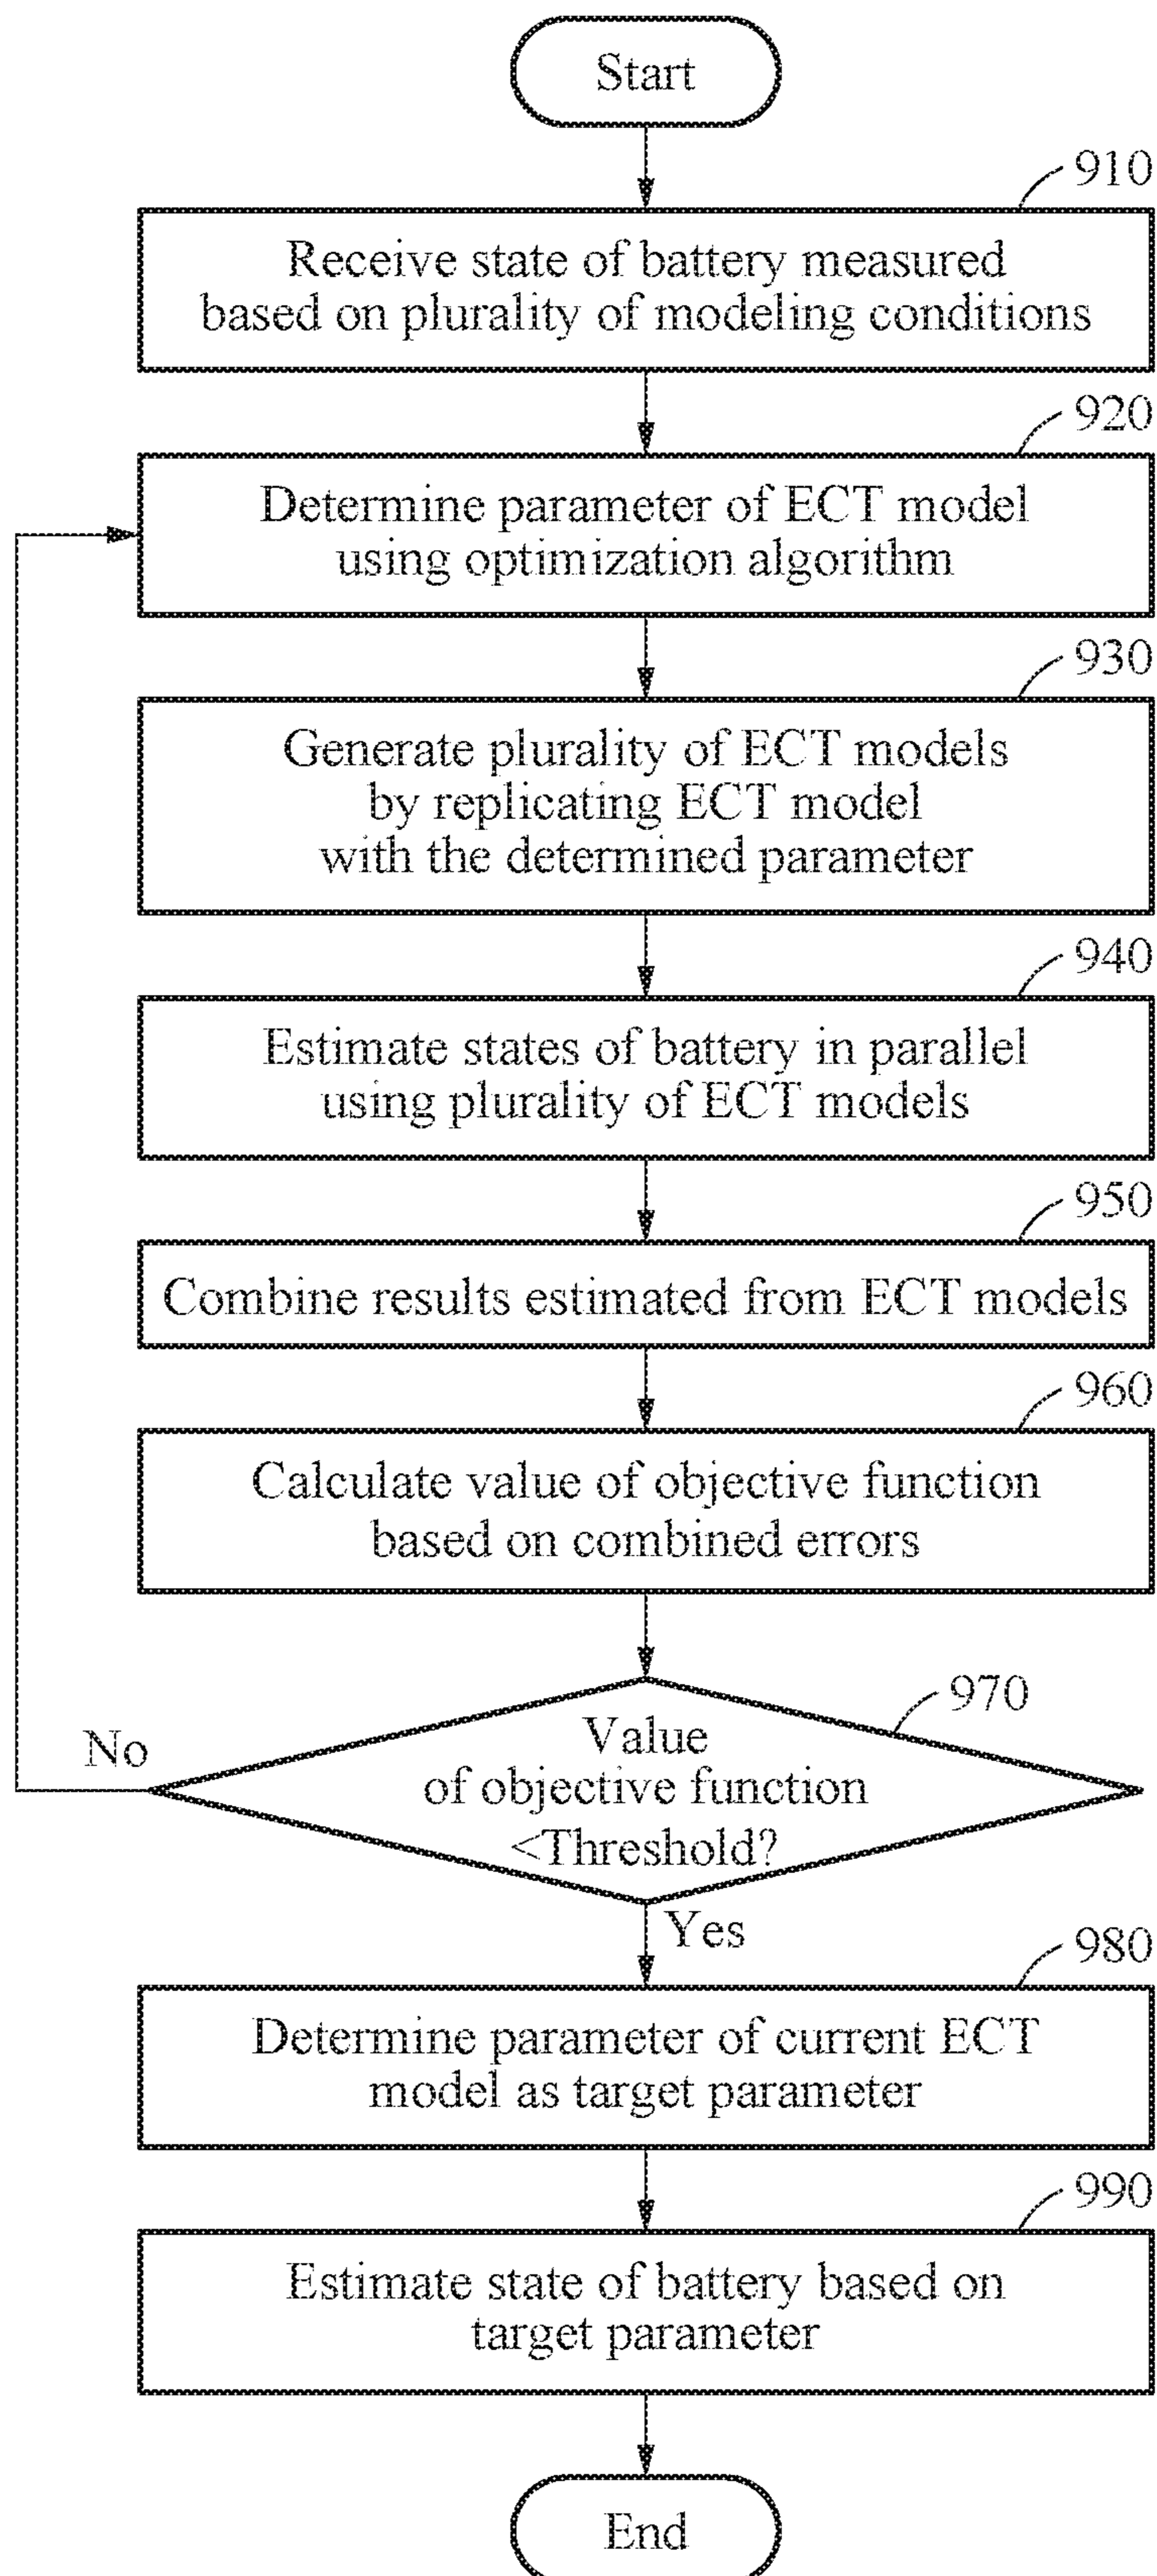 Start
910
Receive state of battery measured
based on plurality of modeling conditions
920
Determine parameter of ECT model
using optimization algorithm
930
Generate plurality of ECT models
by replicating ECT model
with the determined parameter
940
Estimate states of battery in parallel
using plurality of ECT models
950
Combine results estimated from ECT models
960
Calculate value of objective function
based on combined errors
970
No
Value
of objective function
<Threshold?
Yes
980
Determine parameter of current ECT
model as target parameter
990
Estimate state of battery based on
target parameter
End